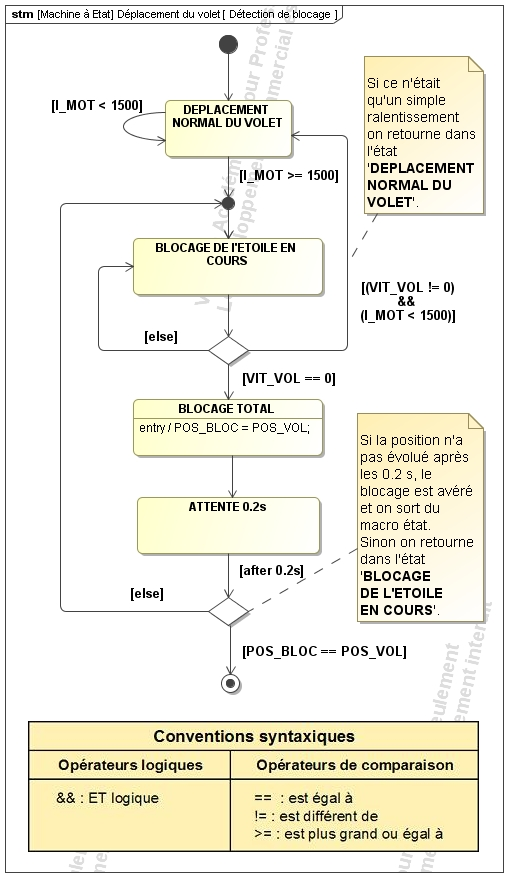 stm [Machine à Etat] Déplacement du volet [ Détection de blocage ]
DEPLACEMENT
NORMAL DU VOLET
[I_MOT < 1500]
[I_MOT >= 1500]
Si ce n'était
qu'un simple
ralentissement
on retourne dans
l'état
'DEPLACEMENT
NORMAL DU
VOLET'.
BLOCAGE DE l'ETOILE EN
COURS
[(VIT_VOL != 0)
&&
(I_MOT < 1500)]
[else]
[VIT_VOL == 0]
BLOCAGE TOTAL
entry / POS_BLOC = POS_VOL;
ATTENTE 0.2s
Si la position n'a
pas évolué après
les 0.2 s, le
blocage est avéré
et on sort du
macro état.
Sinon on retourne
dans l'état
'BLOCAGE
DE L'ETOILE
EN COURS'.
[after 0.2s]
[else]
[POS_BLOC == POS_VOL]
Conventions syntaxiques
Opérateurs logiques
Opérateurs de comparaison
&& : ET logique
== : est égal à
!= : est différent de
>= : est plus grand ou égal à